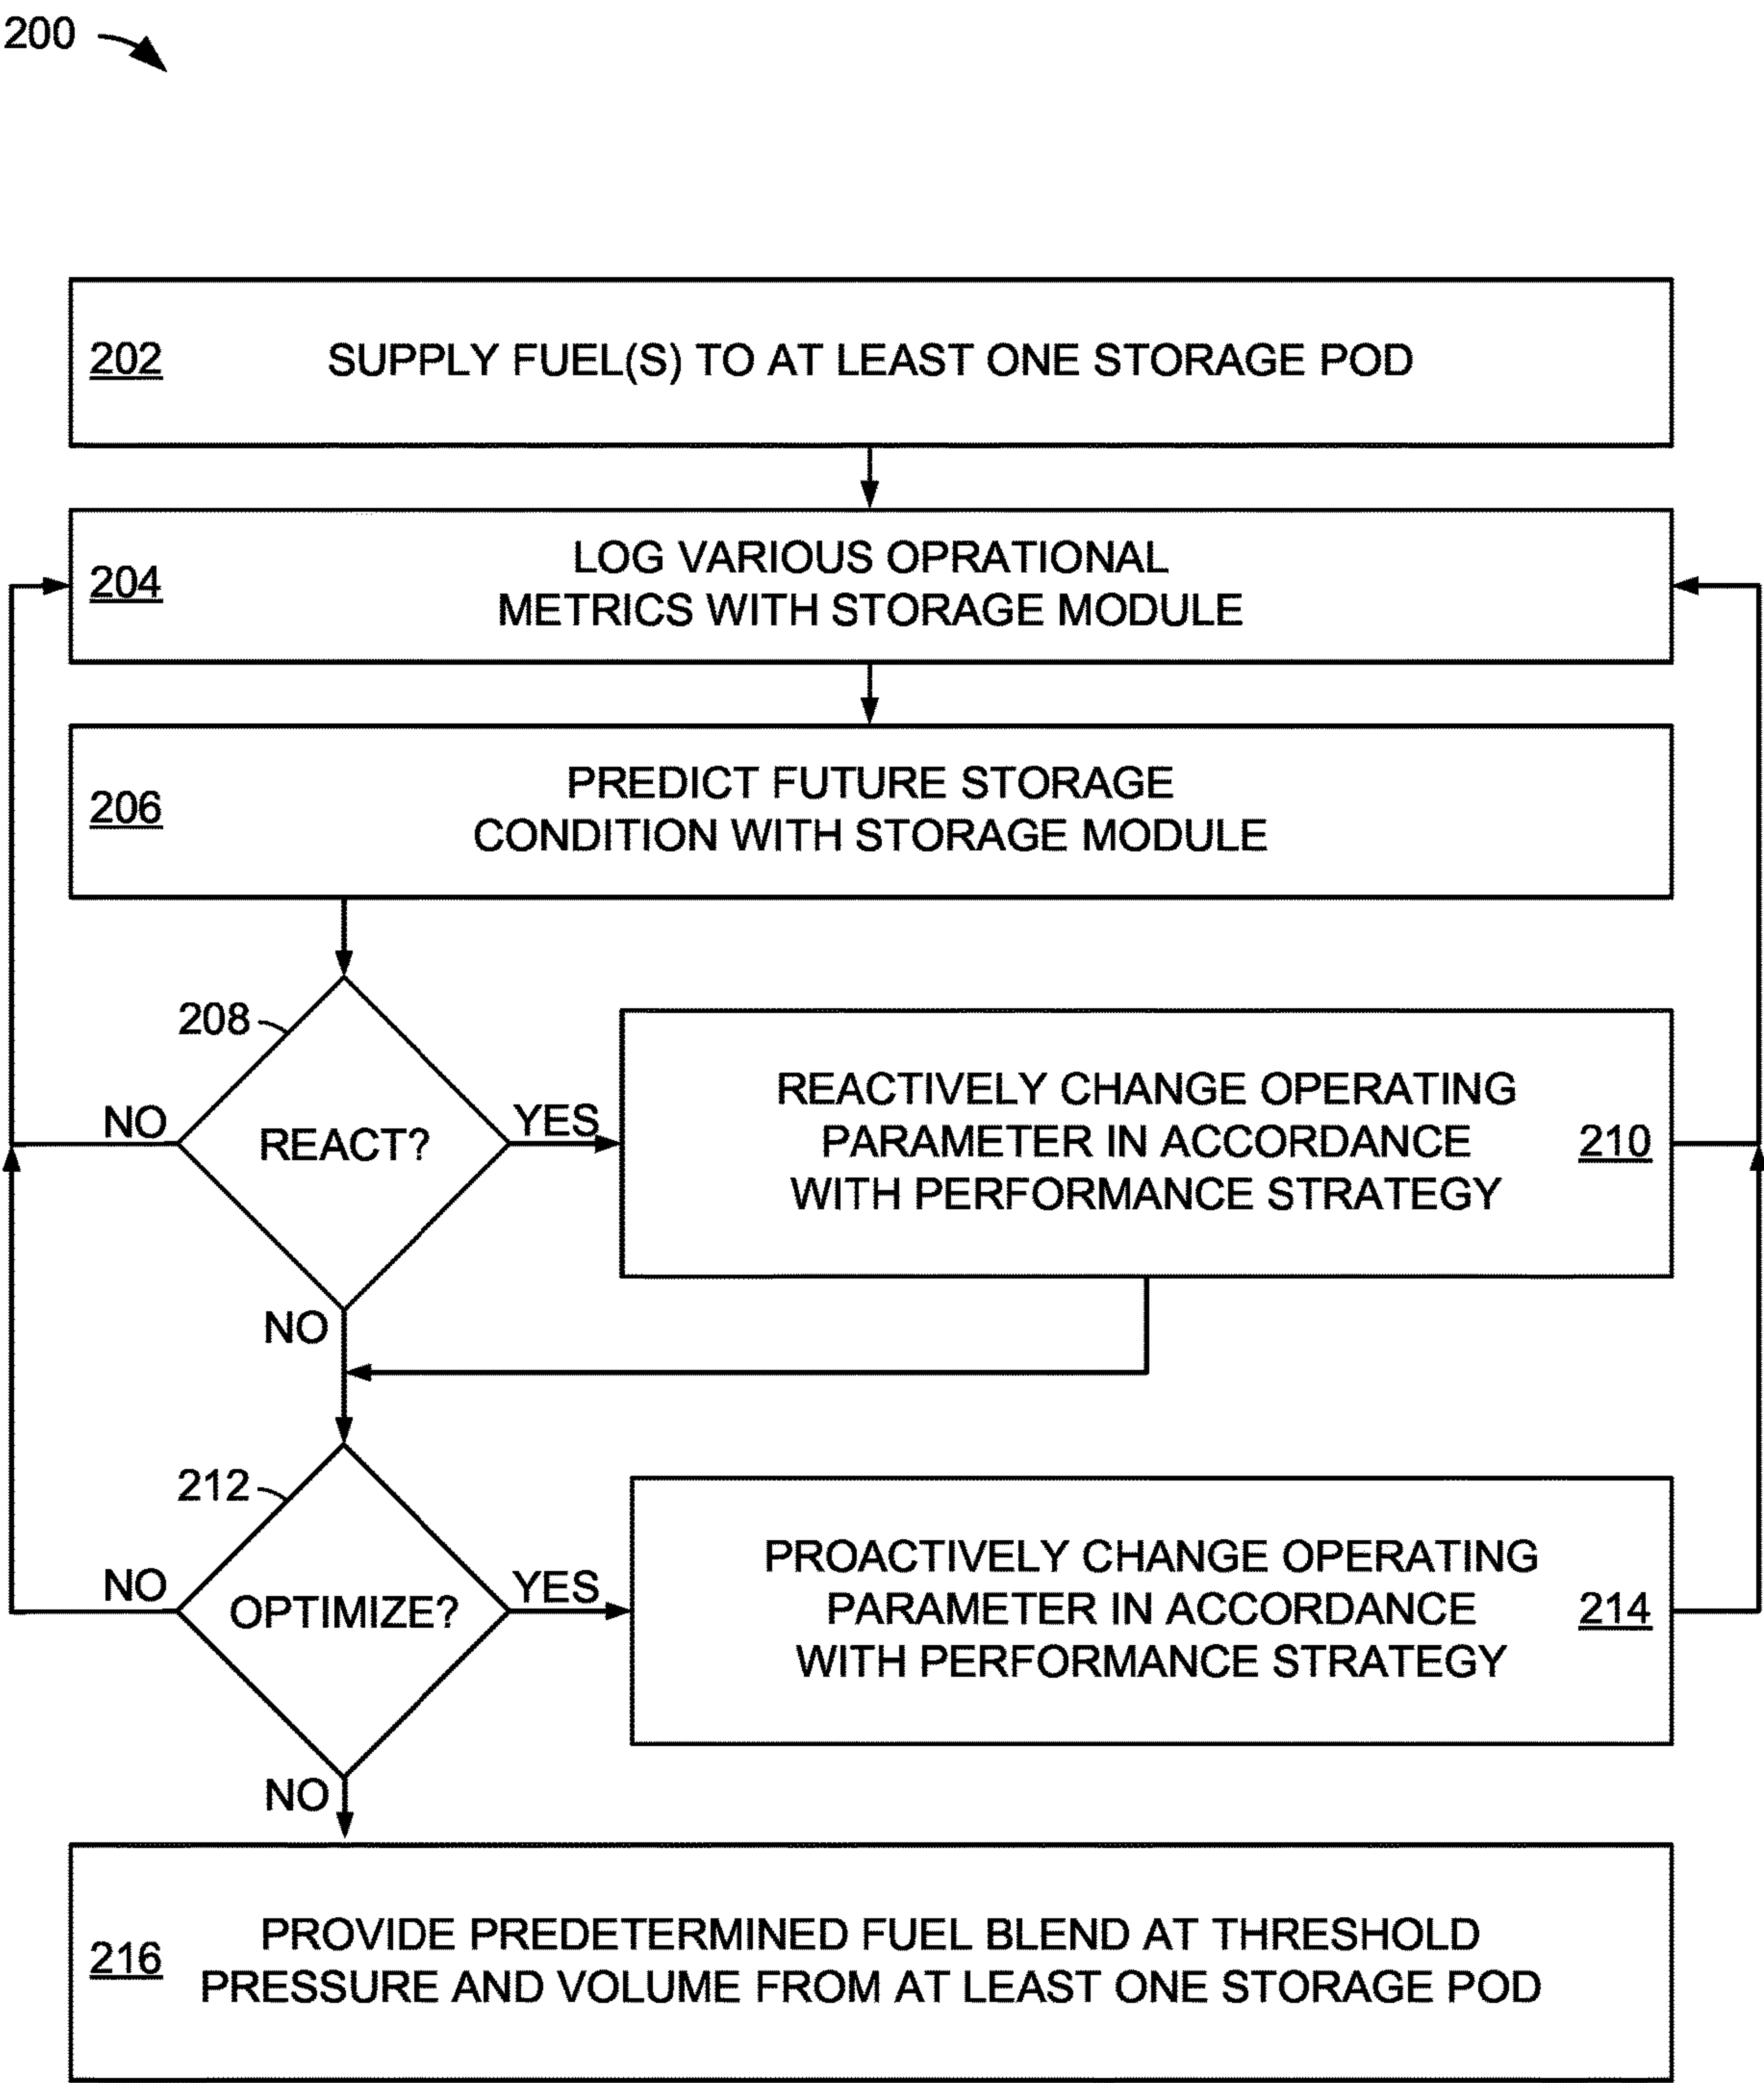 200
202
SUPPLY FUEL(S) TO AT LEAST ONE STORAGE POD
204
LOG VARIOUS OPRATIONAL
METRICS WITH STORAGE MODULE
206
PREDICT FUTURE STORAGE
CONDITION WITH STORAGE MODULE
208
NO
REACT?
YES
NO
REACTIVELY CHANGE OPERATING
PARAMETER IN ACCORDANCE
WITH PERFORMANCE STRATEGY
210
212
NO
OPTIMIZE?
YES
NO
PROACTIVELY CHANGE OPERATING
PARAMETER IN ACCORDANCE
WITH PERFORMANCE STRATEGY
214
216
PROVIDE PREDETERMINED FUEL BLEND AT THRESHOLD
PRESSURE AND VOLUME FROM AT LEAST ONE STORAGE POD